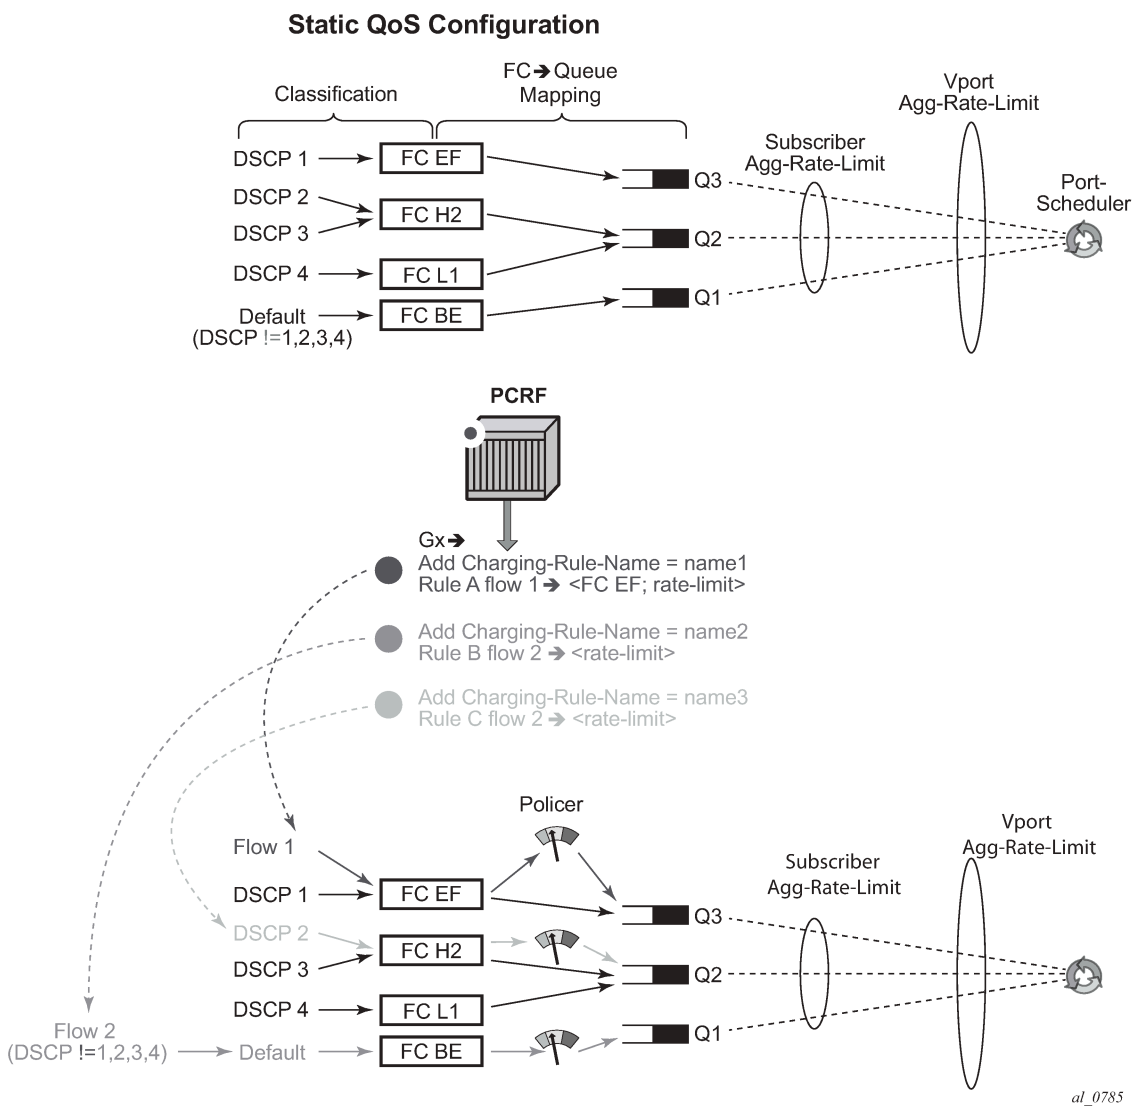 Static QoS Configuration
Classification
FC➔Queue
Mapping
Vport
Agg-Rate-Limit
Subscriber
Agg-Rate-Limit
Port-
Scheduler
DSCP 1
FC EF
Q3
DSCP 2
FC H2
DSCP 3
Q2
DSCP 4
FC L1
Q1
Default
(DSCP !=1,2,3,4)
FC BE
PCRF
Gx➔
Add Charging-Rule-Name = name1
Rule A flow 1➔ <FC EF; rate-limit>
Add Charging-Rule-Name = name2
Rule B flow 2 ➔ <rate-limit>
Add Charging-Rule-Name = name3
Rule C flow 2➔ <rate-limit>
Policer
Vport
Agg-Rate-Limit
Subscriber
Agg-Rate-Limit
Flow 1
DSCP 1
FC EF
Q3
DSCP 2
FC H2
DSCP 3
Q2
DSCP 4
FC L1
Q1
Flow 2
(DSCP !=1,2,3,4)
Default
FC BE
al_0785